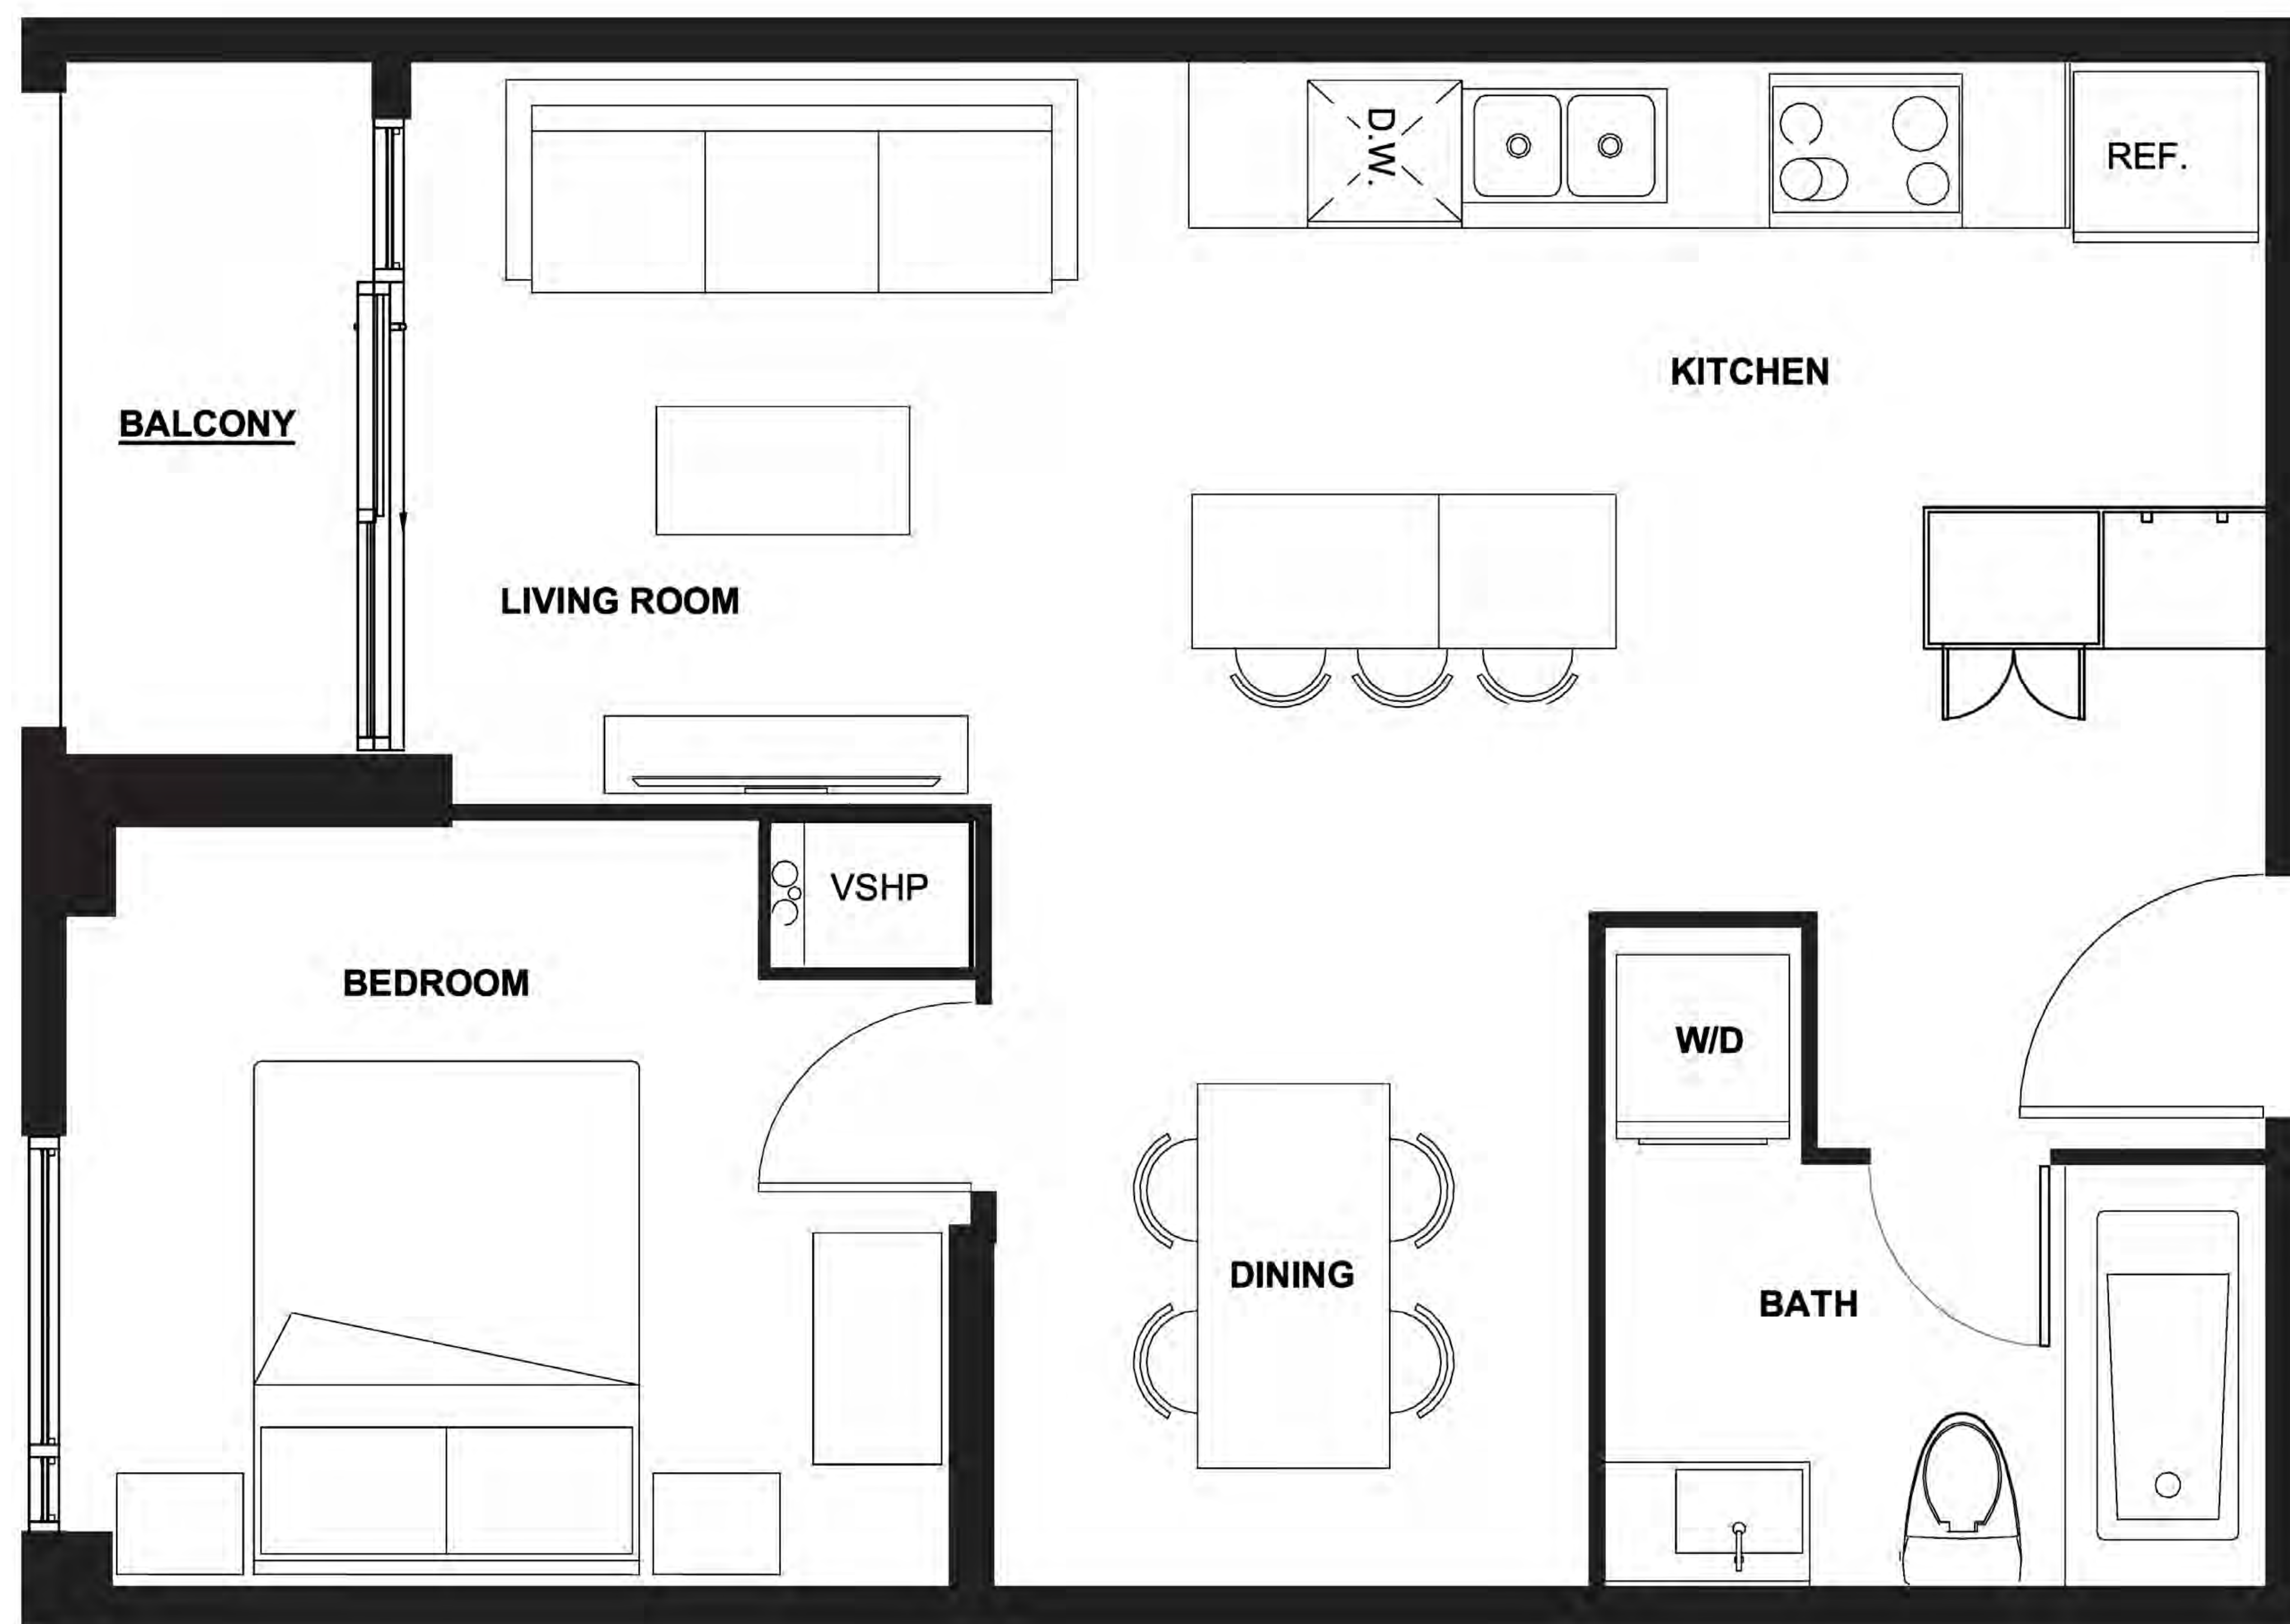 D.W.
REF.
KITCHEN
BALCONY
LIVING ROOM
VSHP
BEDROOM
W/D
DINING
BATH